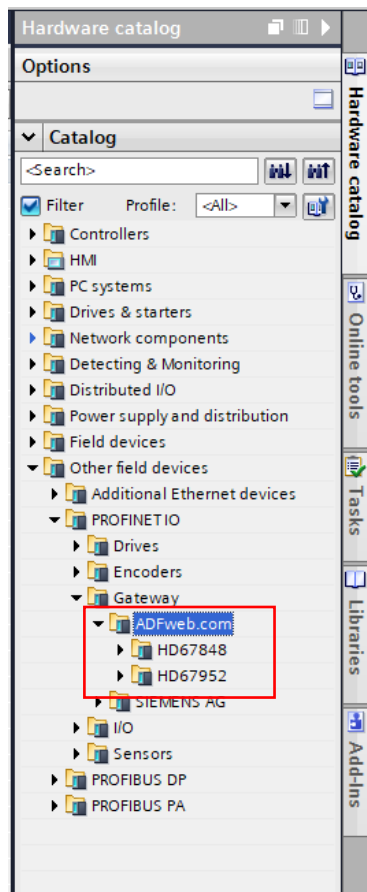 Hardware catalog
Options
Catalog
<Search>
Filter Profile: <All>
Controllers
HMI
PC systems
Drives & starters
Network components
Detecting & Monitoring
Distributed I/O
Power supply and distribution
Field devices
Other field devices
Additional Ethernet devices
PROFINET IO
Drives
Encoders
Gateway
ADFweb.com
HD67848
HD67952
SIEMENS AG
I/O
Sensors
PROFIBUS DP
PROFIBUS PA
Hardware catalog
Online tools
Tasks
Libraries
Add-Ins